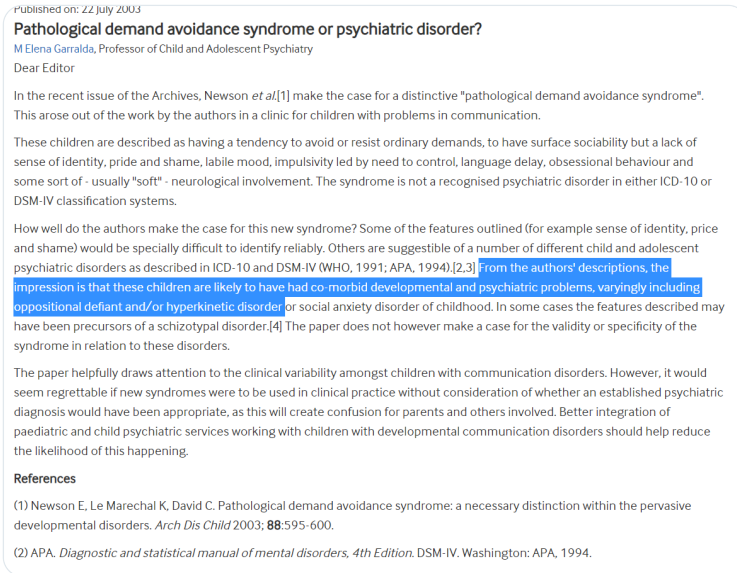 Published on: 22 July 2003
Pathological demand avoidance syndrome or psychiatric disorder?
M Elena Garralda, Professor of Child and Adolescent Psychiatry
Dear Editor
In the recent issue of the Archives, Newson et al.[1] make the case for a distinctive "pathological demand avoidance syndrome".
This arose out of the work by the authors in a clinic for children with problems in communication.
These children are described as having a tendency to avoid or resist ordinary demands, to have surface sociability but a lack of
sense of identity, pride and shame, labile mood, impulsivity led by need to control, language delay, obsessional behaviour and
some sort of - usually "soft" - neurological involvement. The syndrome is not a recognised psychiatric disorder in either ICD-10 or
DSM-IV classification systems.
How well do the authors make the case for this new syndrome? Some of the features outlined (for example sense of identity, price
and shame) would be specially difficult to identify reliably. Others are suggestible of a number of different child and adolescent
psychiatric disorders as described in ICD-10 and DSM-IV (WHO, 1991; APA, 1994).[2,3] From the authors' descriptions, the
impression is that these children are likely to have had co-morbid developmental and psychiatric problems, varyingly including
oppositional defiant and/or hyperkinetic disorder or social anxiety disorder of childhood. In some cases the features described may
have been precursors of a schizotypal disorder.[4] The paper does not however make a case for the validity or specificity of the
syndrome in relation to these disorders.
The paper helpfully draws attention to the clinical variability amongst children with communication disorders. However, it would
seem regrettable if new syndromes were to be used in clinical practice without consideration of whether an established psychiatric
diagnosis would have been appropriate, as this will create confusion for parents and others involved. Better integration of
paediatric and child psychiatric services working with children with developmental communication disorders should help reduce
the likelihood of this happening.
References
(1) Newson E, Le Marechal K, David C. Pathological demand avoidance syndrome: a necessary distinction within the pervasive
developmental disorders. Arch Dis Child 2003; 88:595-600.
(2) APA. Diagnostic and statistical manual of mental disorders, 4th Edition. DSM-IV. Washington: APA, 1994.